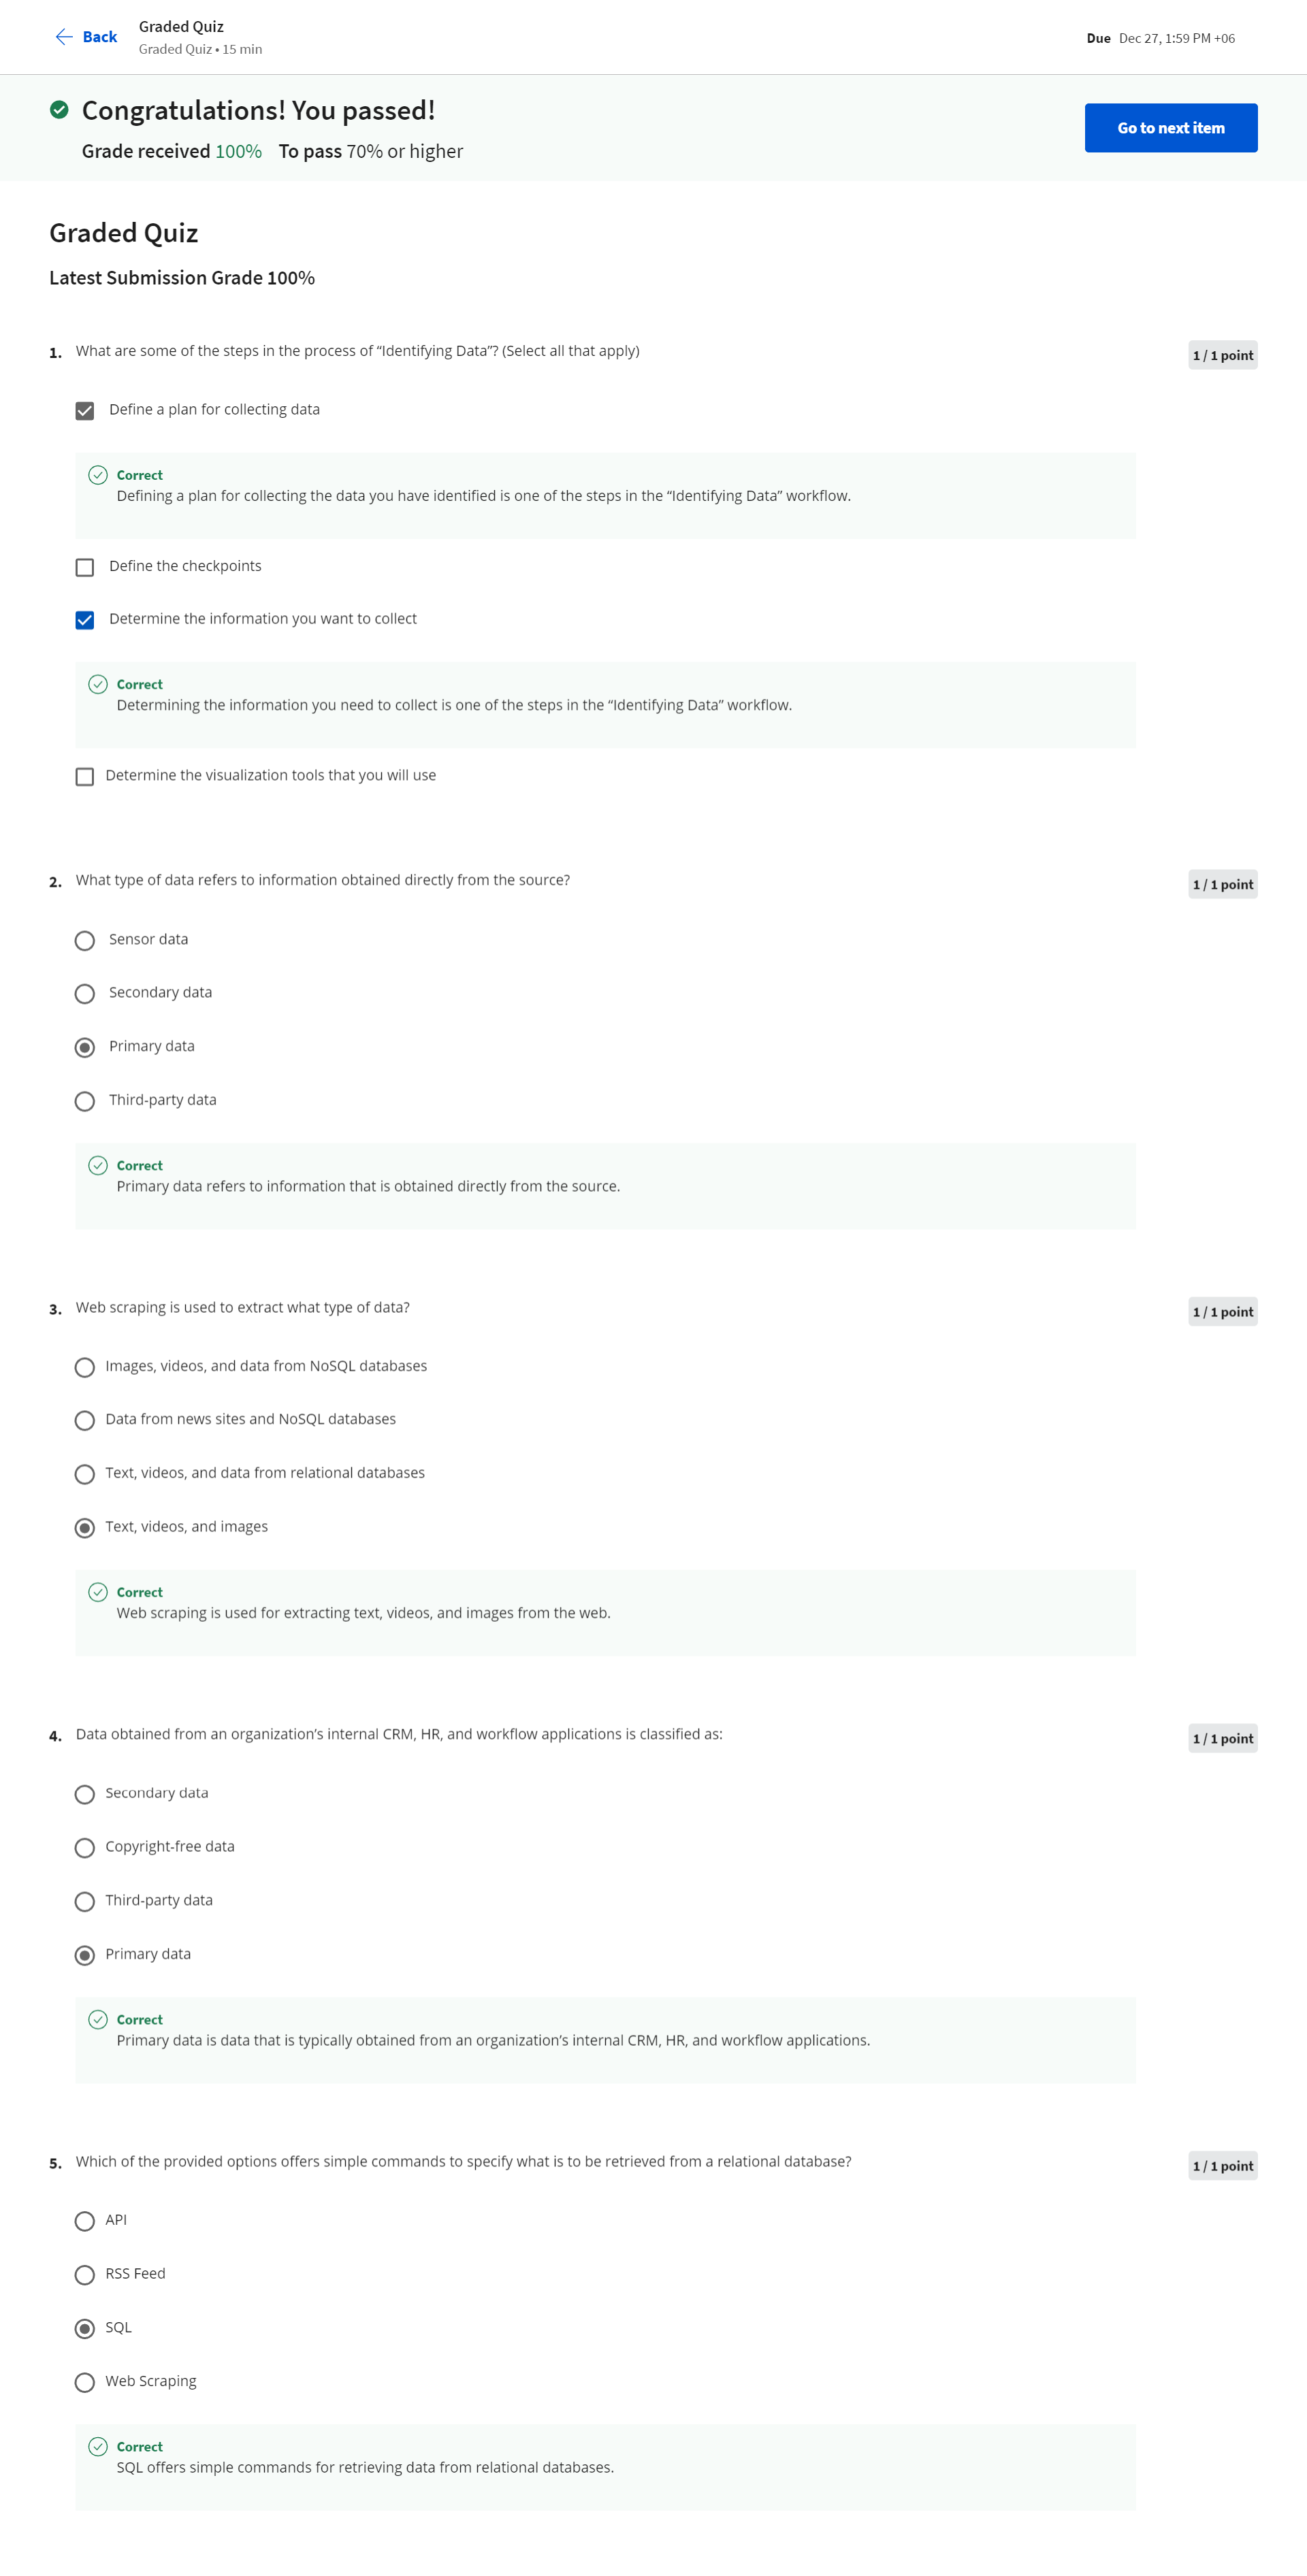 Back
Graded Quiz
Graded Quiz • 15 min
Due Dec 27, 1:59 PM +06
Congratulations! You passed!
Grade received 100% To pass 70% or higher
Go to next item
Graded Quiz
Latest Submission Grade 100%
1. What are some of the steps in the process of “Identifying Data”? (Select all that apply)
1 / 1 point
Define a plan for collecting data
Correct
Defining a plan for collecting the data you have identified is one of the steps in the “Identifying Data” workflow.
Define the checkpoints
Determine the information you want to collect
Correct
Determining the information you need to collect is one of the steps in the “Identifying Data” workflow.
Determine the visualization tools that you will use
2. What type of data refers to information obtained directly from the source?
1 / 1 point
Sensor data
Secondary data
Primary data
Third-party data
Correct
Primary data refers to information that is obtained directly from the source.
3. Web scraping is used to extract what type of data?
1 / 1 point
Images, videos, and data from NoSQL databases
Data from news sites and NoSQL databases
Text, videos, and data from relational databases
Text, videos, and images
Correct
Web scraping is used for extracting text, videos, and images from the web.
4. Data obtained from an organization’s internal CRM, HR, and workflow applications is classified as:
1 / 1 point
Secondary data
Copyright-free data
Third-party data
Primary data
Correct
Primary data is data that is typically obtained from an organization’s internal CRM, HR, and workflow applications.
5. Which of the provided options offers simple commands to specify what is to be retrieved from a relational database?
1 / 1 point
API
RSS Feed
SQL
Web Scraping
Correct
SQL offers simple commands for retrieving data from relational databases.